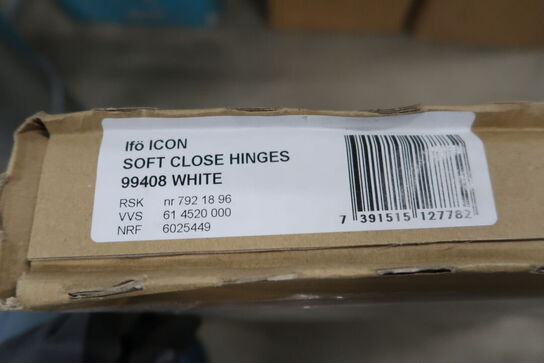 Ifö ICON
SOFT CLOSE HINGES
99408 WHITE
RSK nr 792 18 96
VVS 61 4520 000
NRF 6025449
7 391515 127782